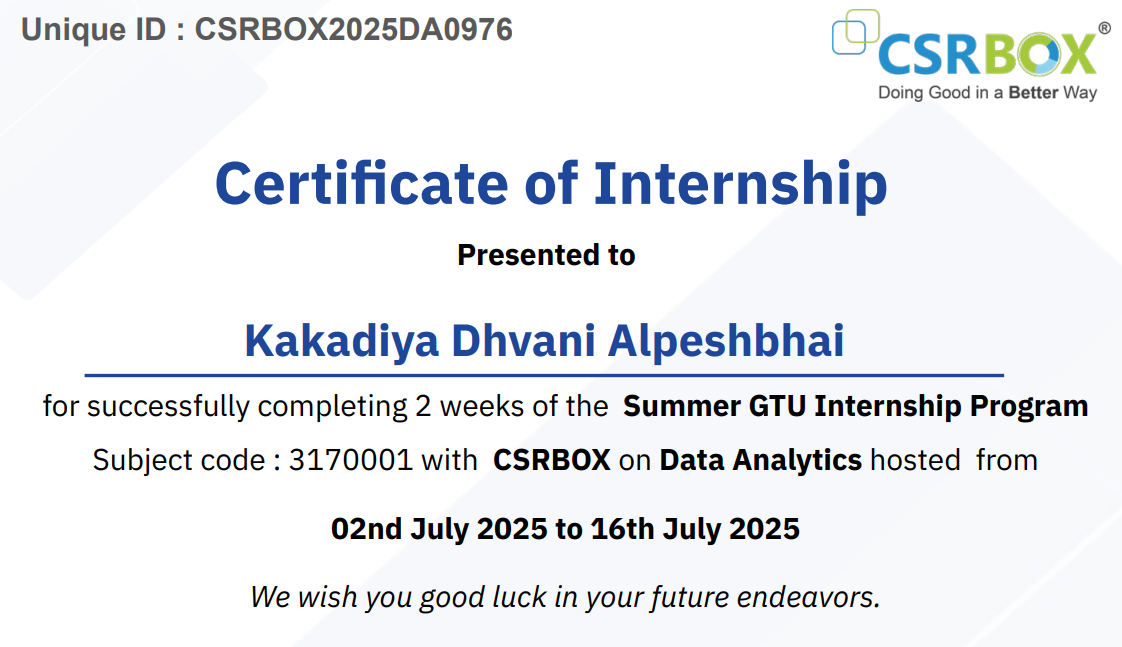 Unique ID : CSRBOX2025DA0976
CSRBOX®
Doing Good in a Better Way
Certificate of Internship
Presented to
Kakadiya Dhvani Alpeshbhai
for successfully completing 2 weeks of the Summer GTU Internship Program
Subject code : 3170001 with CSRBOX on Data Analytics hosted from
02nd July 2025 to 16th July 2025
We wish you good luck in your future endeavors.